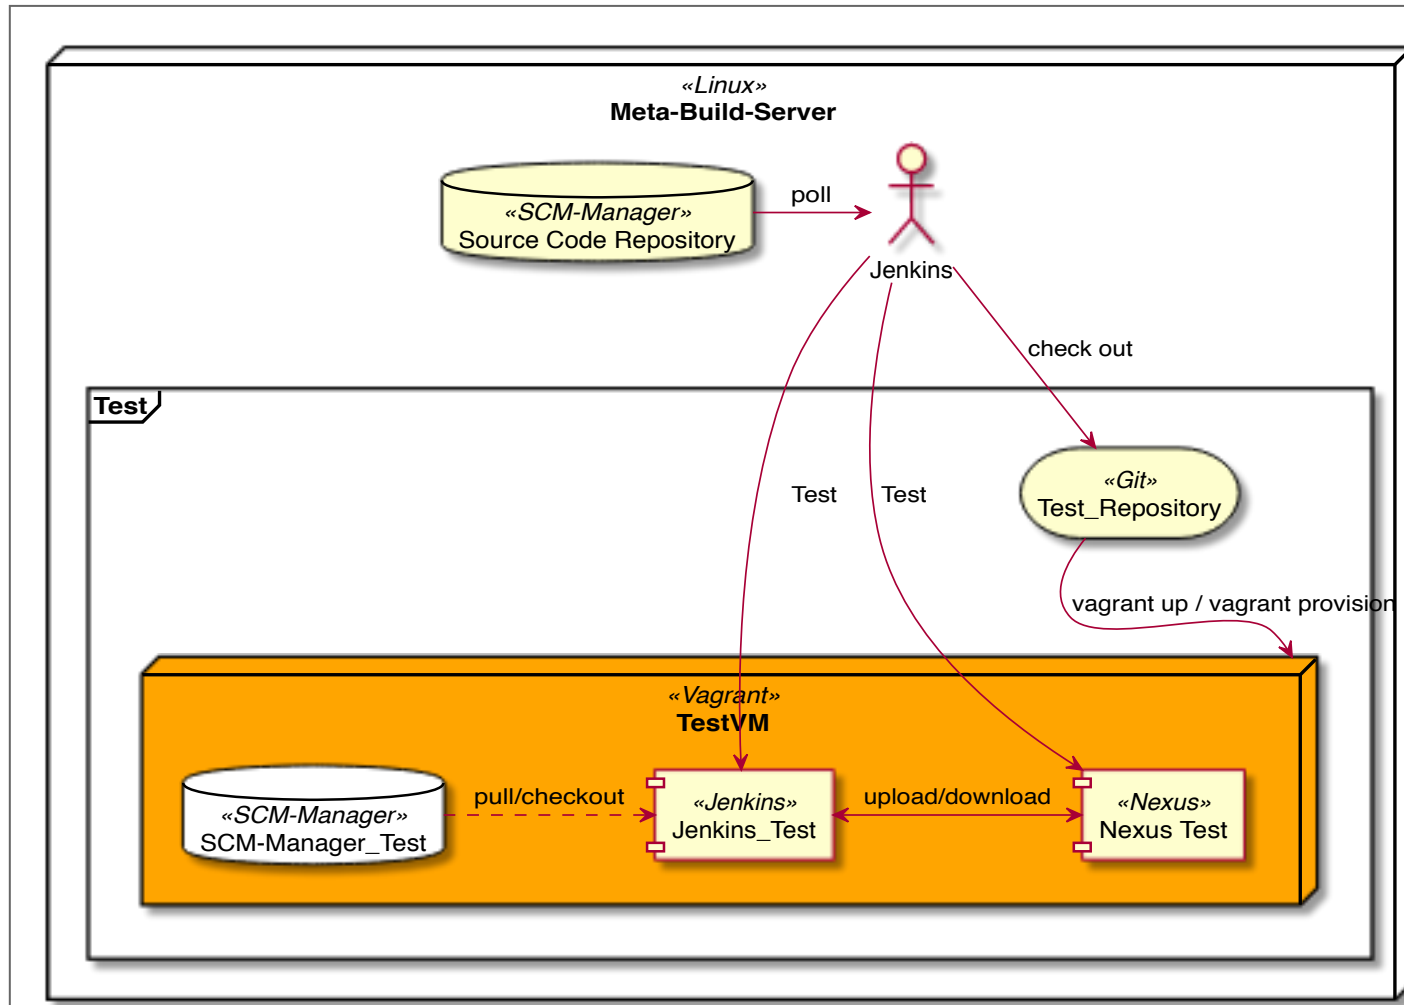 «Linux»
Meta-Build-Server
poll
«SCM-Manager»
Source Code Repository
Jenkins
check out
Test
«Git»
Test_Repository
Test
Test
vagrant up / vagrant provision
«Vagrant»
TestVM
«SCM-Manager»
SCM-Manager_Test
pull/checkout
«Jenkins»
Jenkins_Test
upload/download
«Nexus»
Nexus Test